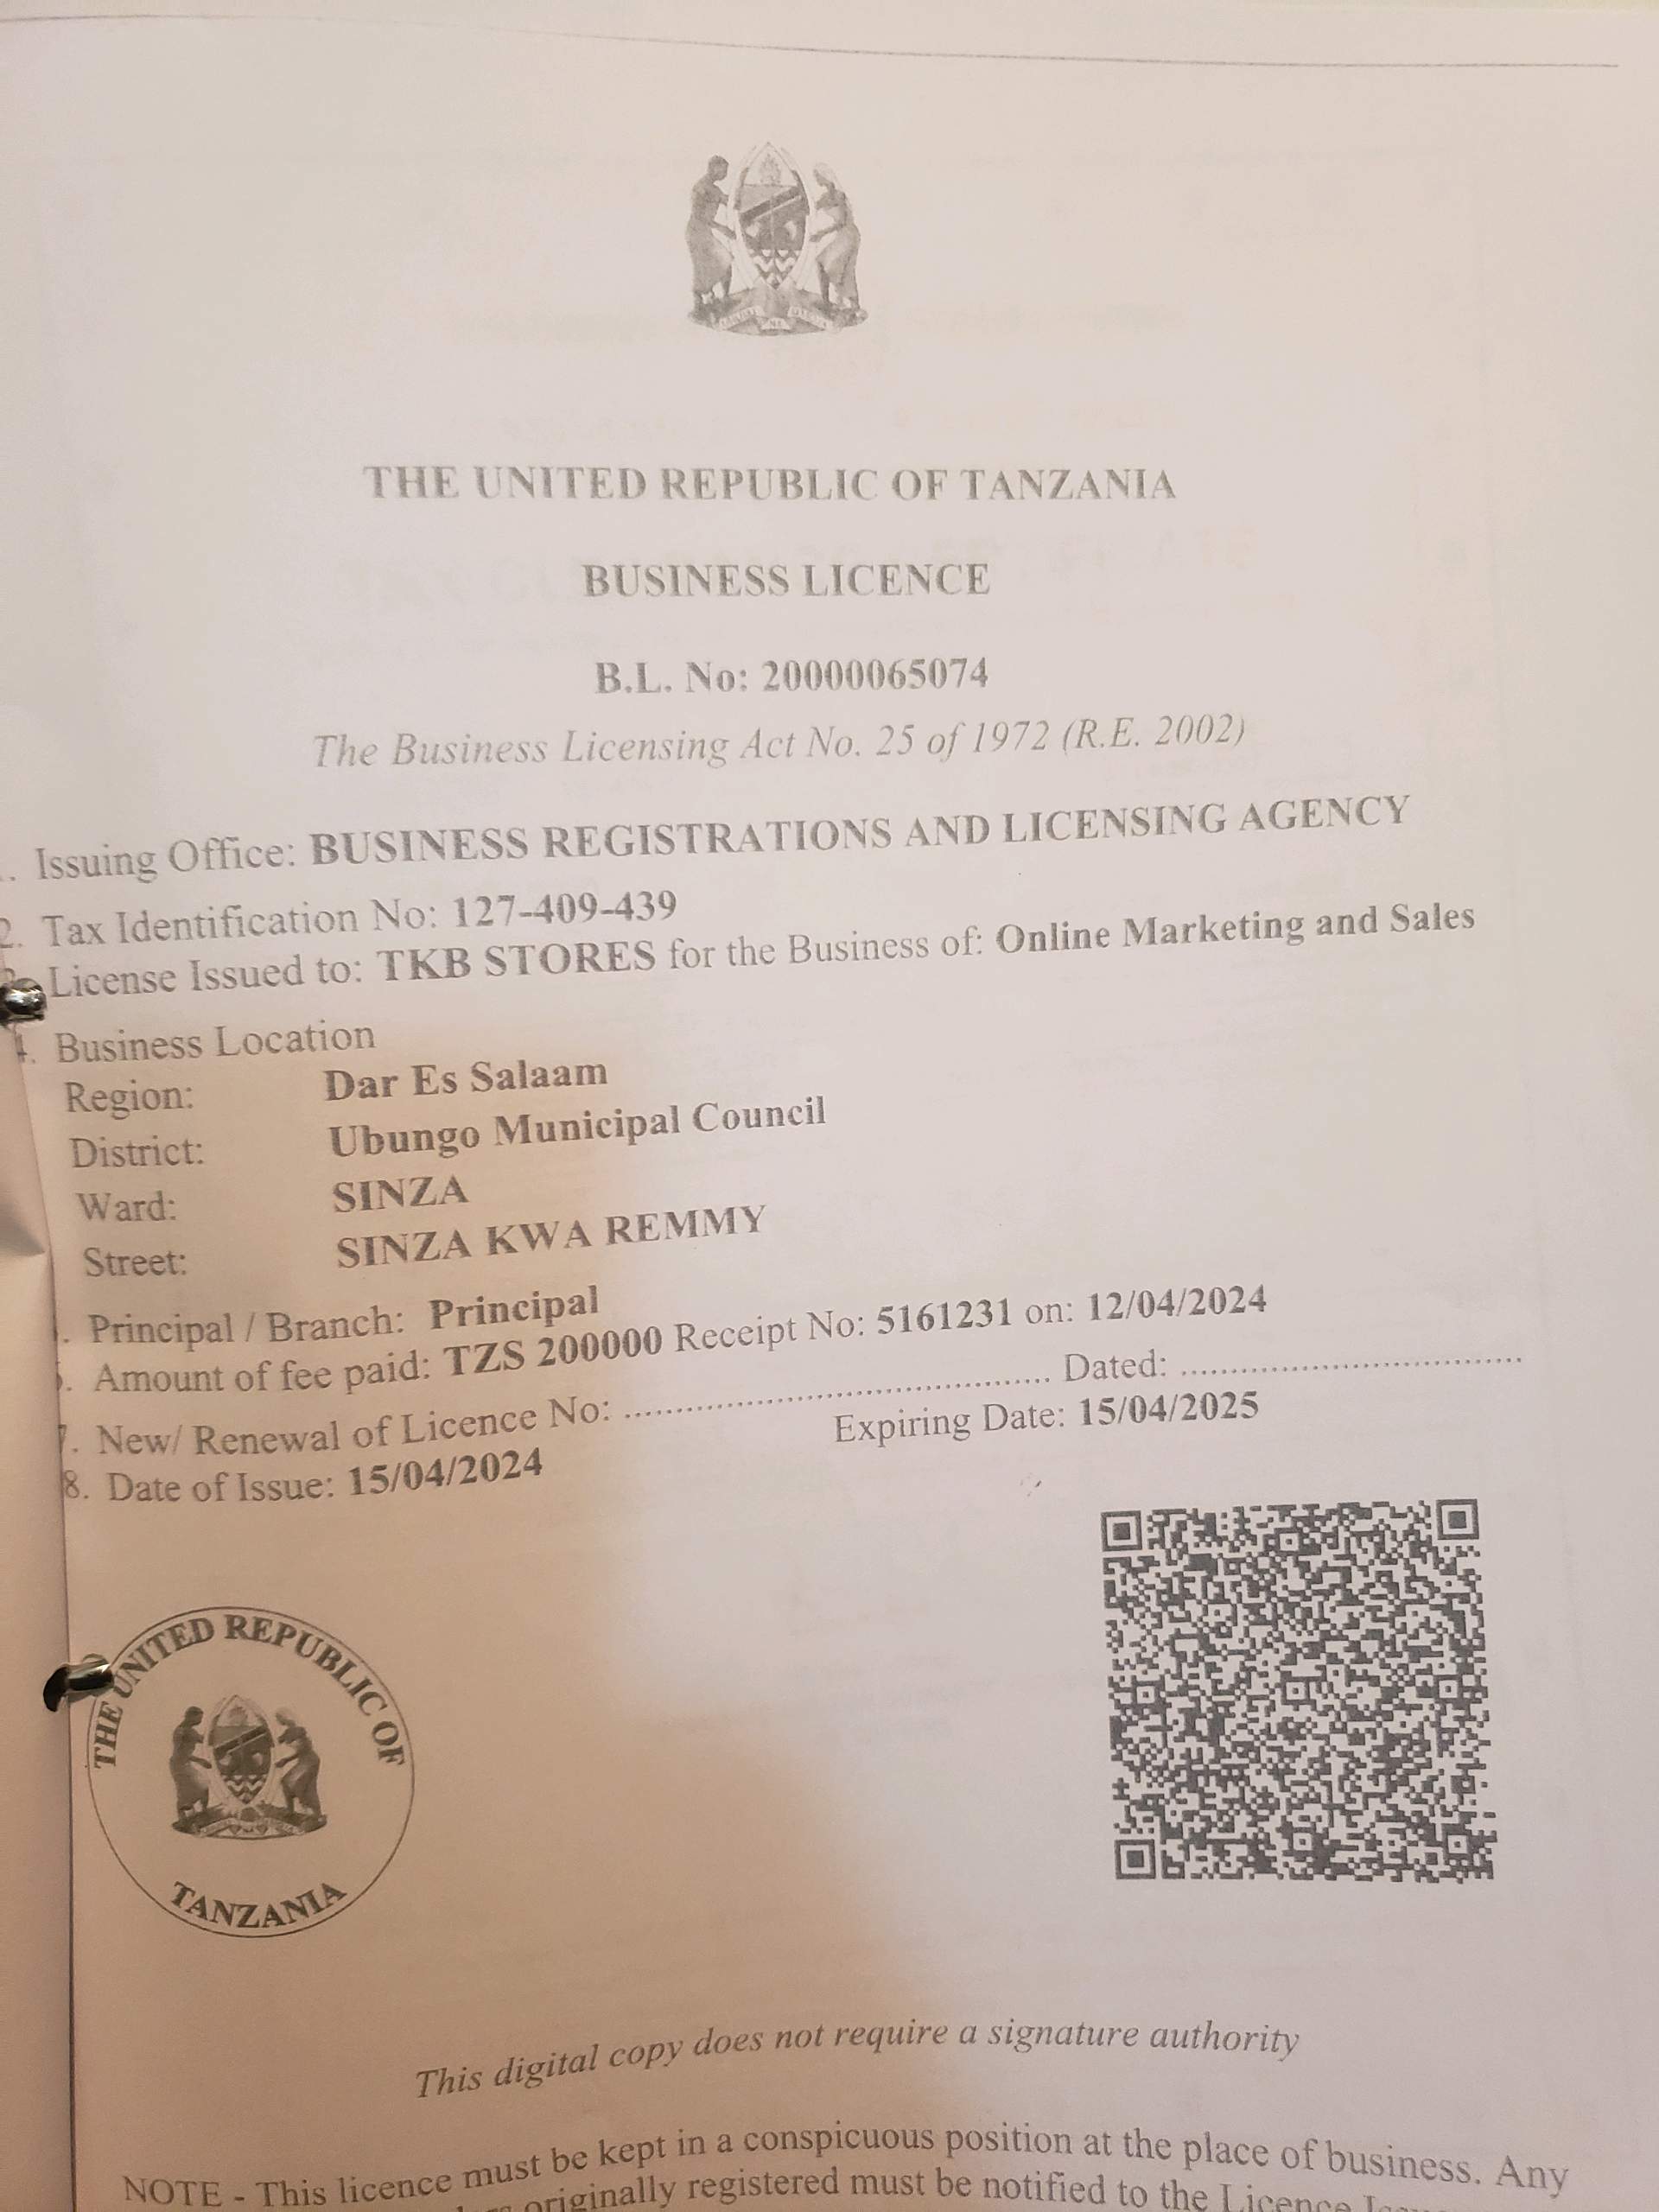 THE UNITED REPUBLIC OF TANZANIA
BUSINESS LICENCE
B.L. No: 20000065074
The Business Licensing Act No. 25 of 1972 (R.E. 2002)
. Issuing Office: BUSINESS REGISTRATIONS AND LICENSING AGENCY
2. Tax Identification No: 127-409-439
License Issued to: TKB STORES for the Business of: Online Marketing and Sales
4. Business Location
Region: Dar Es Salaam
District: Ubungo Municipal Council
Ward: SINZA
Street: SINZA KWA REMMY
. Principal / Branch: Principal
. Amount of fee paid: TZS 200000 Receipt No: 5161231 on: 12/04/2024
7. New/ Renewal of Licence No: .................................................. Dated: ........................................
8. Date of Issue: 15/04/2024 Expiring Date: 15/04/2025
THE UNITED REPUBLIC OF
TANZANIA
This digital copy does not require a signature authority
NOTE - This licence must be kept in a conspicuous position at the place of business. Any
originally registered must be notified to the Licence